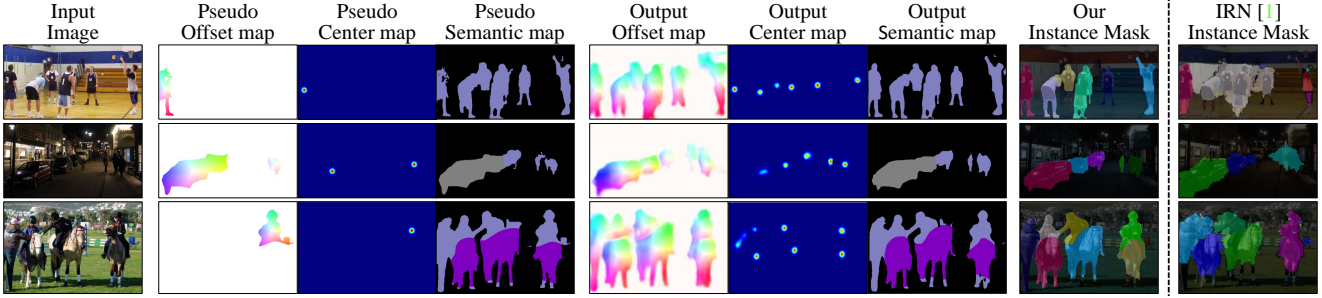 Input
Image
Pseudo
Offset map
Pseudo
Center map
Pseudo
Semantic map
Output
Offset map
Output
Center map
Output
Semantic map
Our
Instance Mask
IRN [1]
Instance Mask